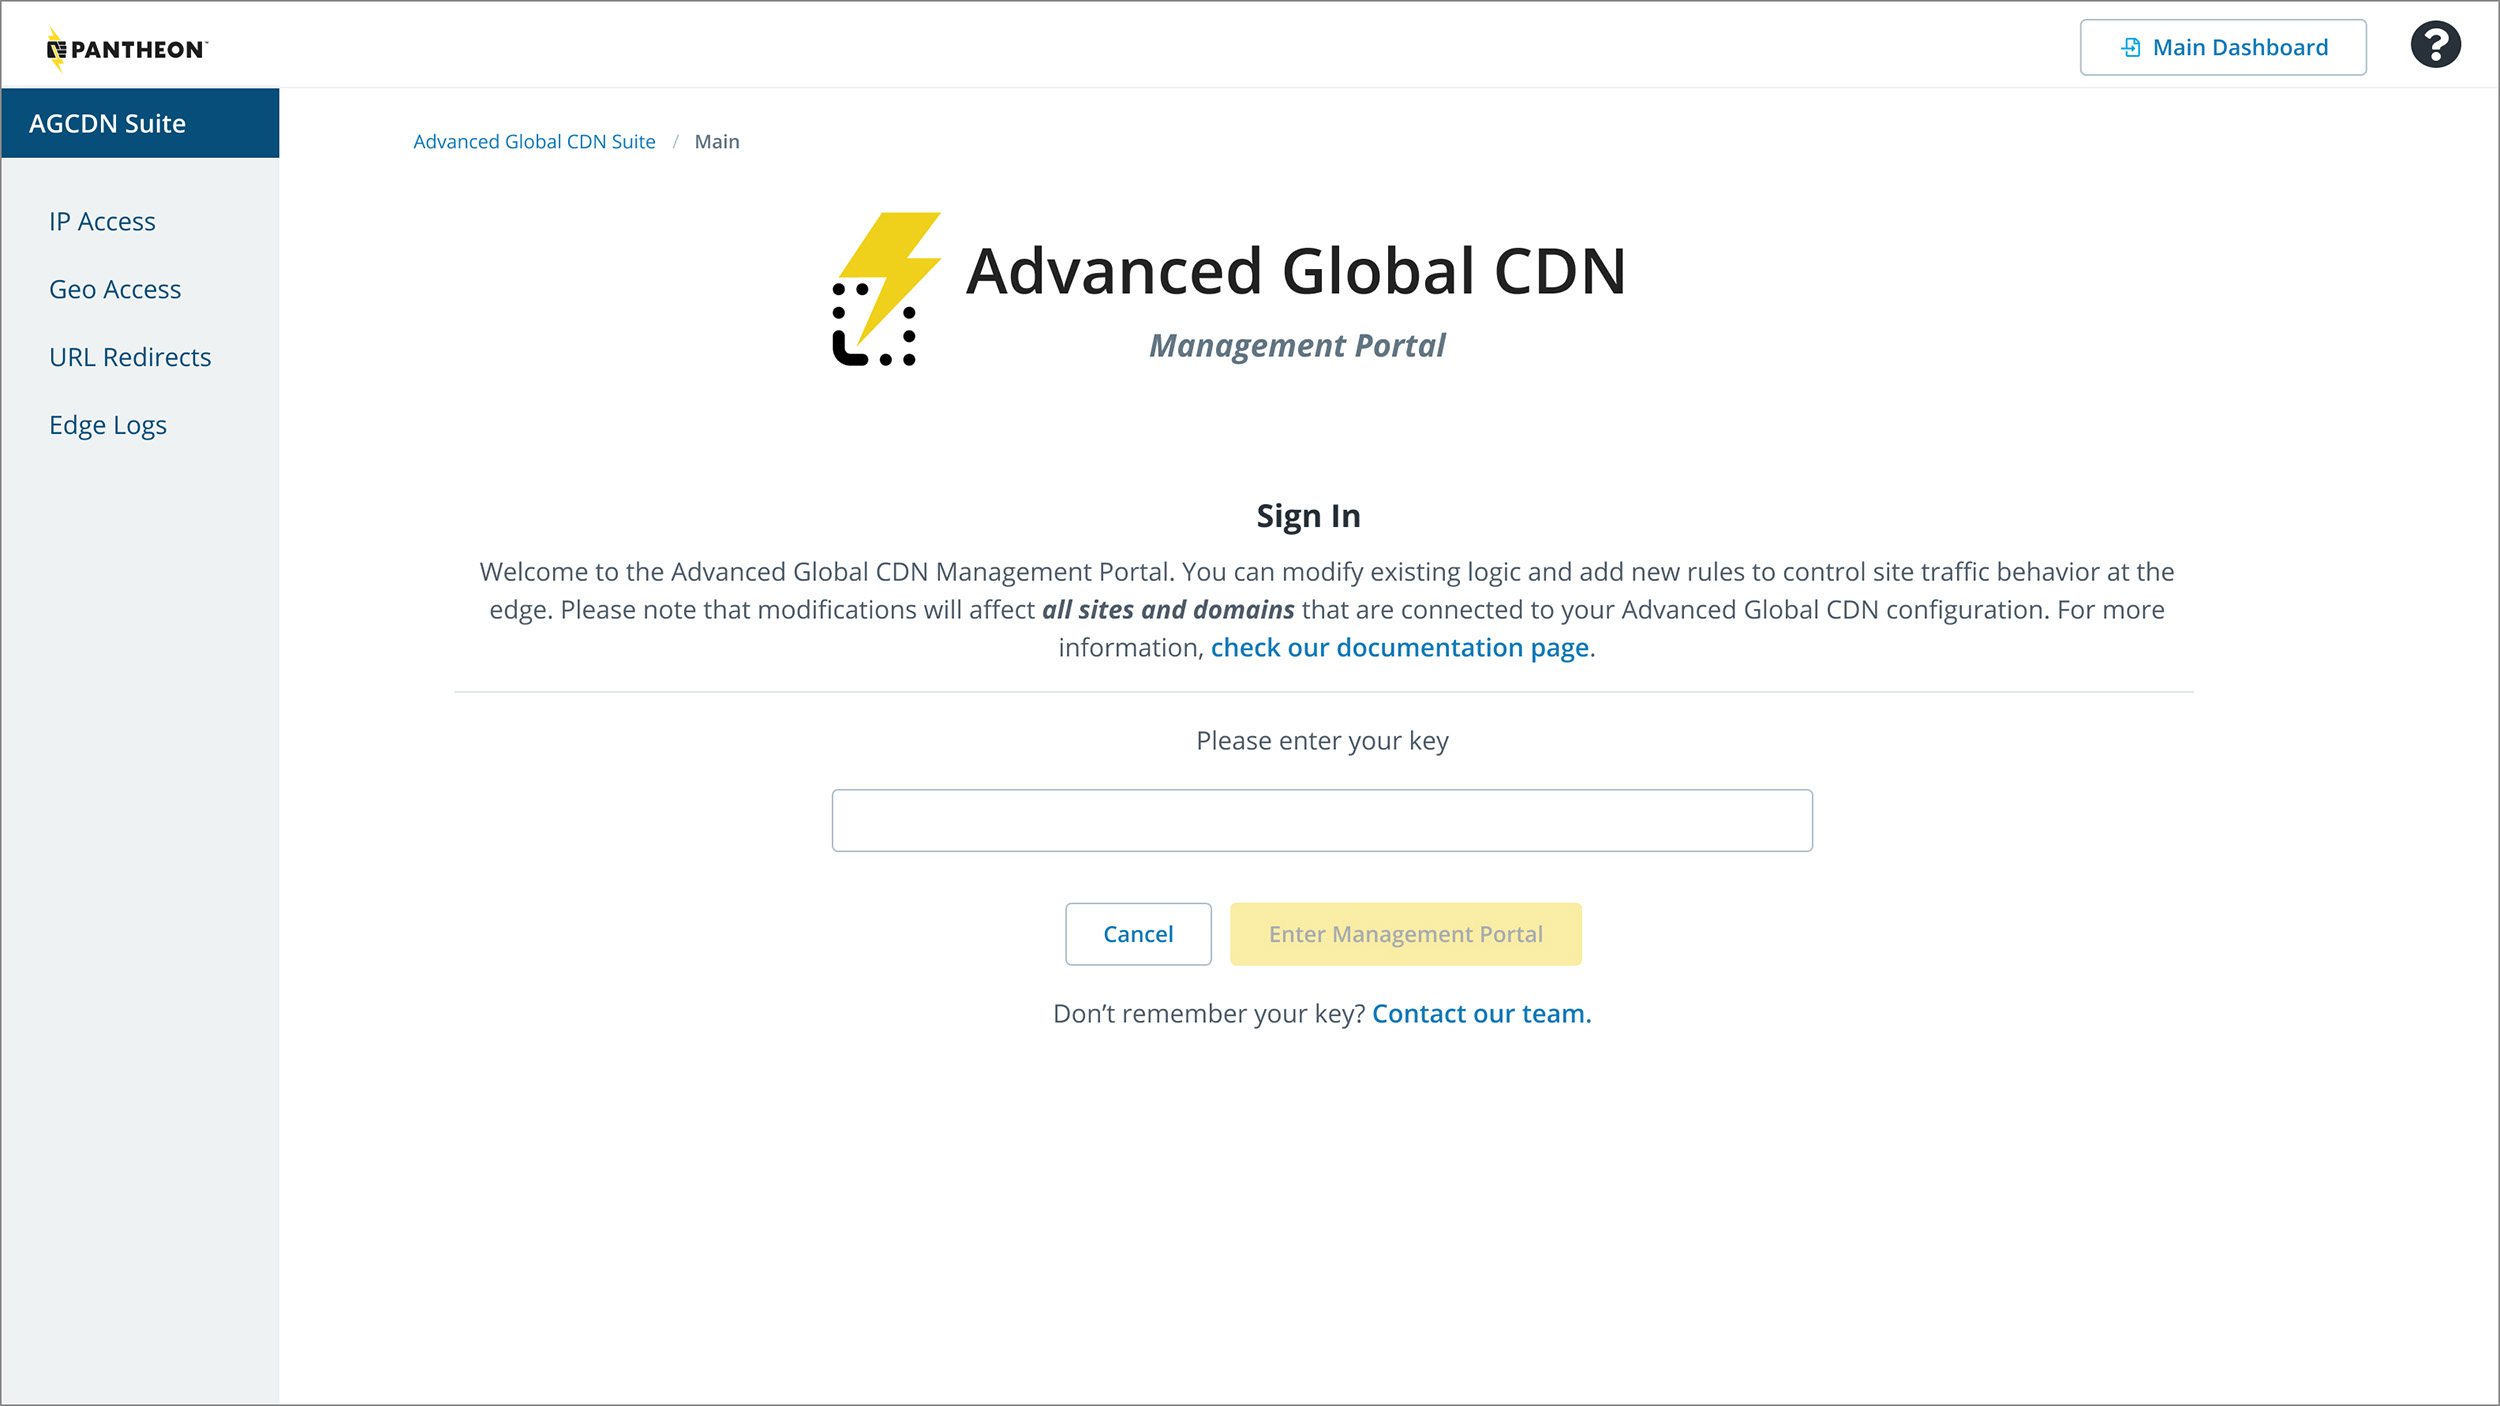 PANTHEON™
Main Dashboard
?
AGCDN Suite
IP Access
Geo Access
URL Redirects
Edge Logs
Advanced Global CDN Suite / Main
Advanced Global CDN
Management Portal
Sign In
Welcome to the Advanced Global CDN Management Portal. You can modify existing logic and add new rules to control site traffic behavior at the
edge. Please note that modifications will affect all sites and domains that are connected to your Advanced Global CDN configuration. For more
information, check our documentation page.
Please enter your key
Cancel
Enter Management Portal
Don’t remember your key? Contact our team.